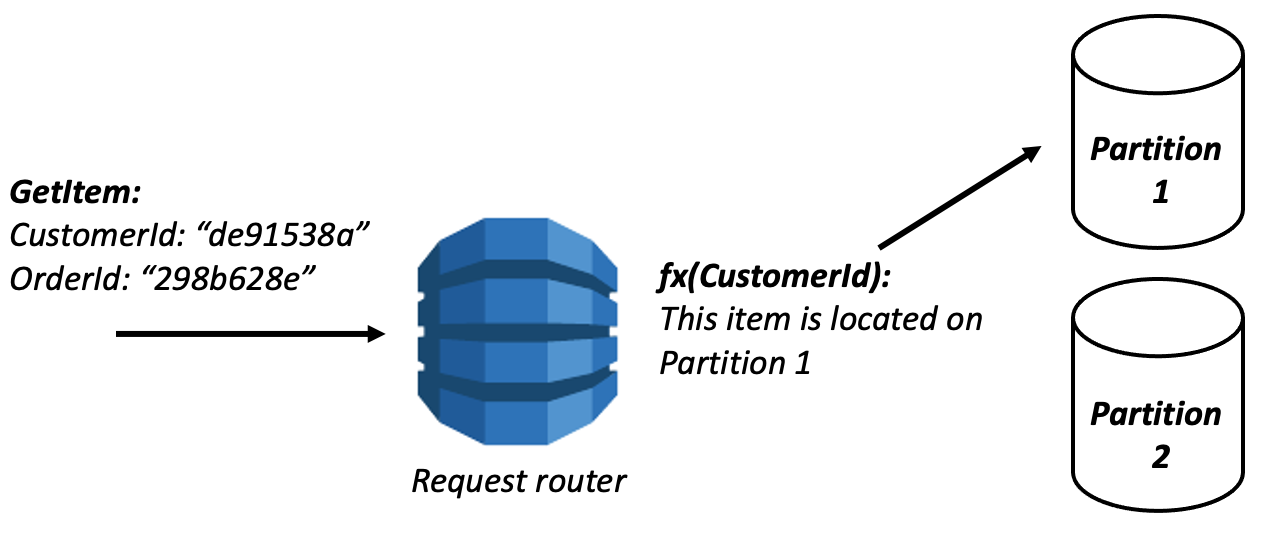 GetItem:
CustomerId: “de91538a”
OrderId: “298b628e”
Request router
fx(CustomerId):
This item is located on
Partition 1
Partition
1
Partition
2